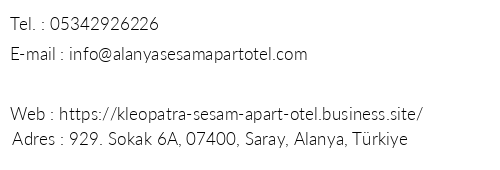 Tel. : 05342926226
E-mail : info@alanyasesamapartotel.com
Web : https://kleopatra-sesam-apart-otel.business.site/
Adres : 929. Sokak 6A, 07400, Saray, Alanya, Türkiye